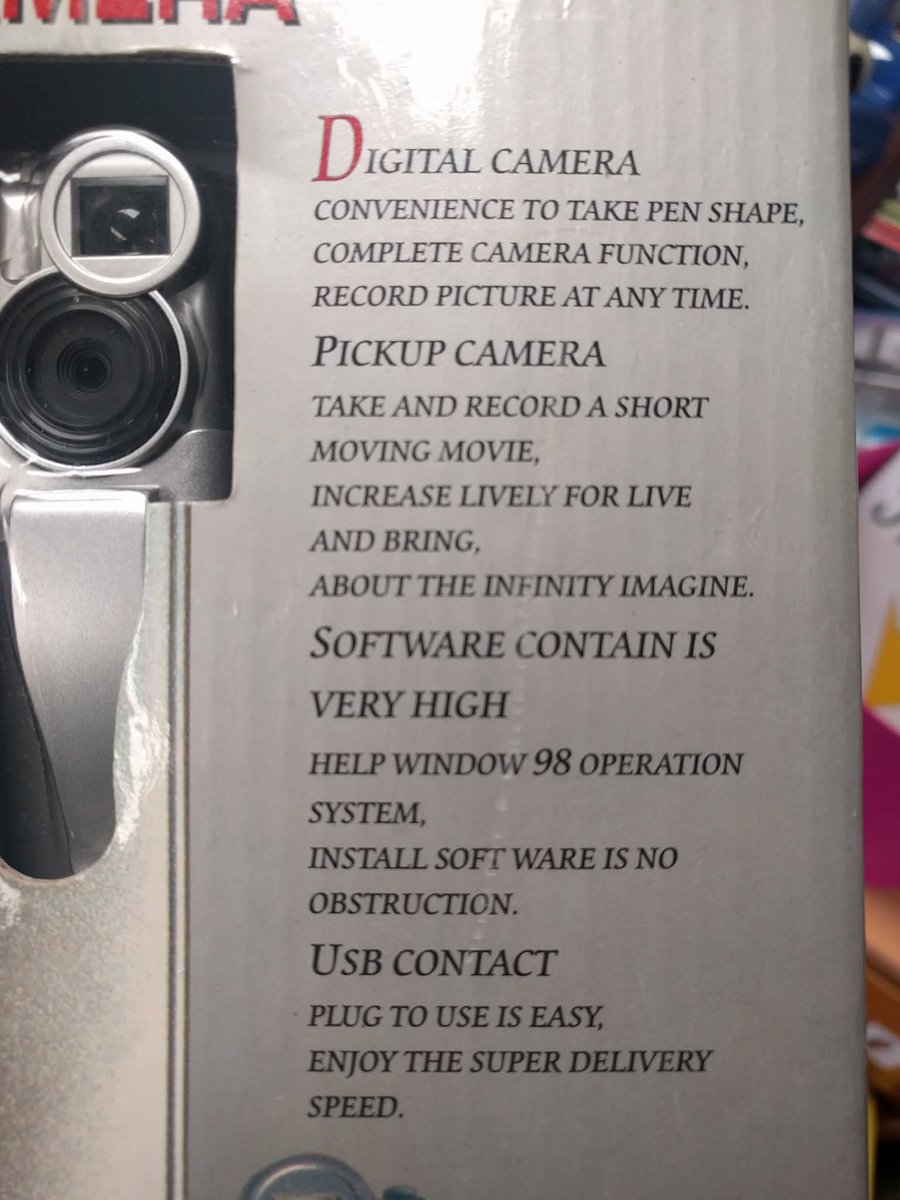 DIGITAL CAMERA
CONVENIENCE TO TAKE PEN SHAPE,
COMPLETE CAMERA FUNCTION,
RECORD PICTURE AT ANY TIME.
PICKUP CAMERA
TAKE AND RECORD A SHORT
MOVING MOVIE,
INCREASE LIVELY FOR LIVE
AND BRING,
ABOUT THE INFINITY IMAGINE.
SOFTWARE CONTAIN IS
VERY HIGH
HELP WINDOW 98 OPERATION
SYSTEM,
INSTALL SOFT WARE IS NO
OBSTRUCTION.
USB CONTACT
PLUG TO USE IS EASY,
ENJOY THE SUPER DELIVERY
SPEED.